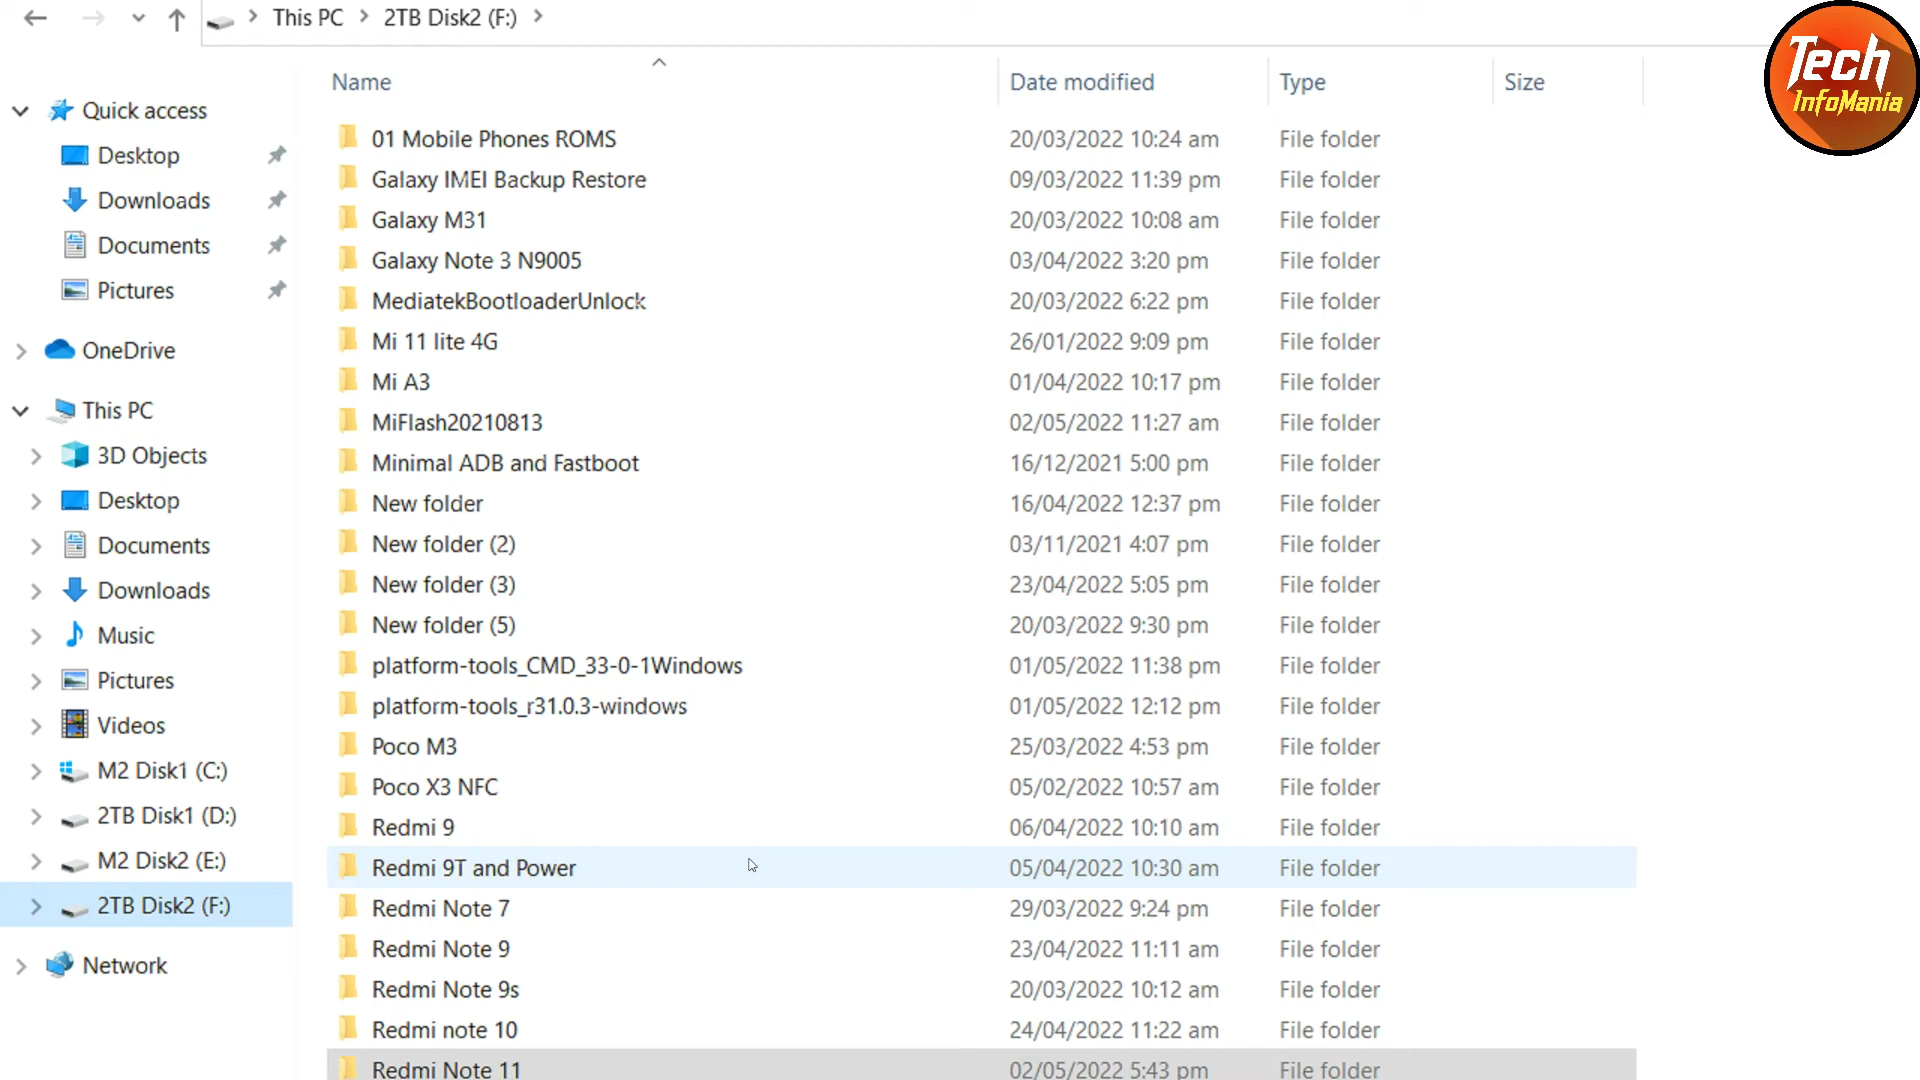 This PC
2TB Disk2 (F:)
Tech
InfoMania
Name
Date modified
Type
Size
Quick access
Desktop
Downloads
Documents
Pictures
OneDrive
This PC
3D Objects
Desktop
Documents
Downloads
Music
Pictures
Videos
M2 Disk1 (C:)
2TB Disk1 (D:)
M2 Disk2 (E:)
2TB Disk2 (F:)
Network
01 Mobile Phones ROMS 20/03/2022 10:24 am File folder
Galaxy IMEI Backup Restore 09/03/2022 11:39 pm File folder
Galaxy M31 20/03/2022 10:08 am File folder
Galaxy Note 3 N9005 03/04/2022 3:20 pm File folder
MediatekBootloaderUnlock 20/03/2022 6:22 pm File folder
Mi 11 lite 4G 26/01/2022 9:09 pm File folder
Mi A3 01/04/2022 10:17 pm File folder
MiFlash20210813 02/05/2022 11:27 am File folder
Minimal ADB and Fastboot 16/12/2021 5:00 pm File folder
New folder 16/04/2022 12:37 pm File folder
New folder (2) 03/11/2021 4:07 pm File folder
New folder (3) 23/04/2022 5:05 pm File folder
New folder (5) 20/03/2022 9:30 pm File folder
platform-tools_CMD_33-0-1Windows 01/05/2022 11:38 pm File folder
platform-tools_r31.0.3-windows 01/05/2022 12:12 pm File folder
Poco M3 25/03/2022 4:53 pm File folder
Poco X3 NFC 05/02/2022 10:57 am File folder
Redmi 9 06/04/2022 10:10 am File folder
Redmi 9T and Power 05/04/2022 10:30 am File folder
Redmi Note 7 29/03/2022 9:24 pm File folder
Redmi Note 9 23/04/2022 11:11 am File folder
Redmi Note 9s 20/03/2022 10:12 am File folder
Redmi note 10 24/04/2022 11:22 am File folder
Redmi Note 11 02/05/2022 5:43 pm File folder